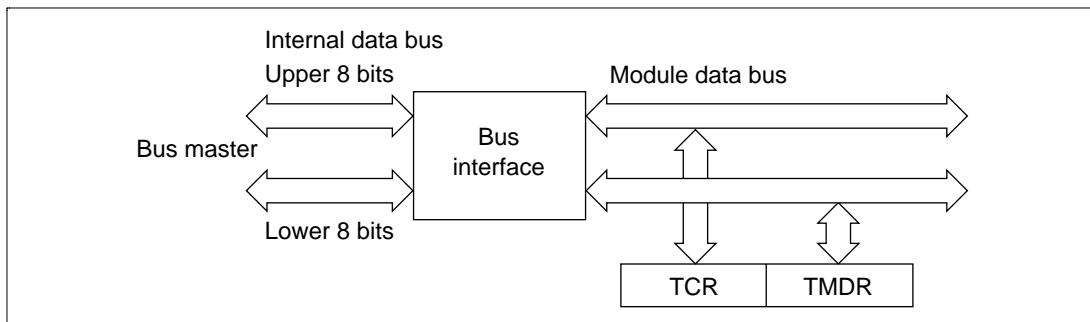 Internal data bus
Upper 8 bits
Module data bus
Bus master
Bus
interface
Lower 8 bits
TCR
TMDR